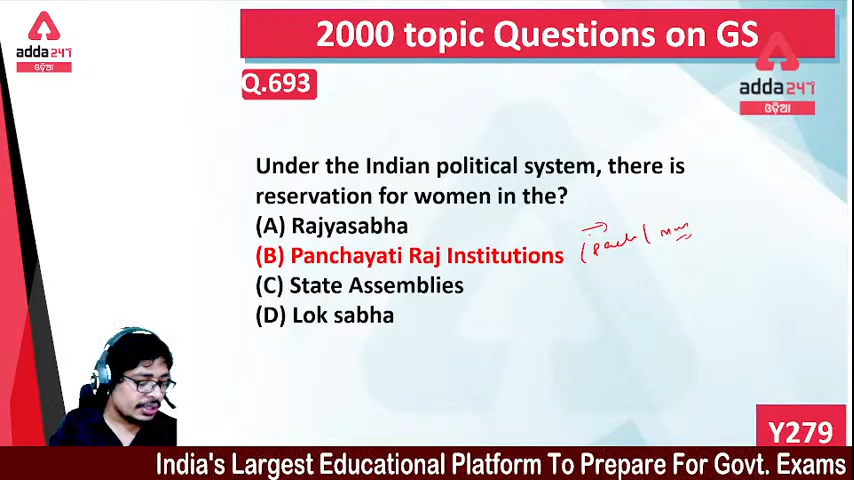 adda247
ଓଡ଼ିଆ
2000 topic Questions on GS
Q.693
adda247
ଓଡ଼ିଆ
Under the Indian political system, there is
reservation for women in the?
(A) Rajyasabha
(B) Panchayati Raj Institutions
(C) State Assemblies
(D) Lok sabha
Y279
India's Largest Educational Platform To Prepare For Govt. Exams